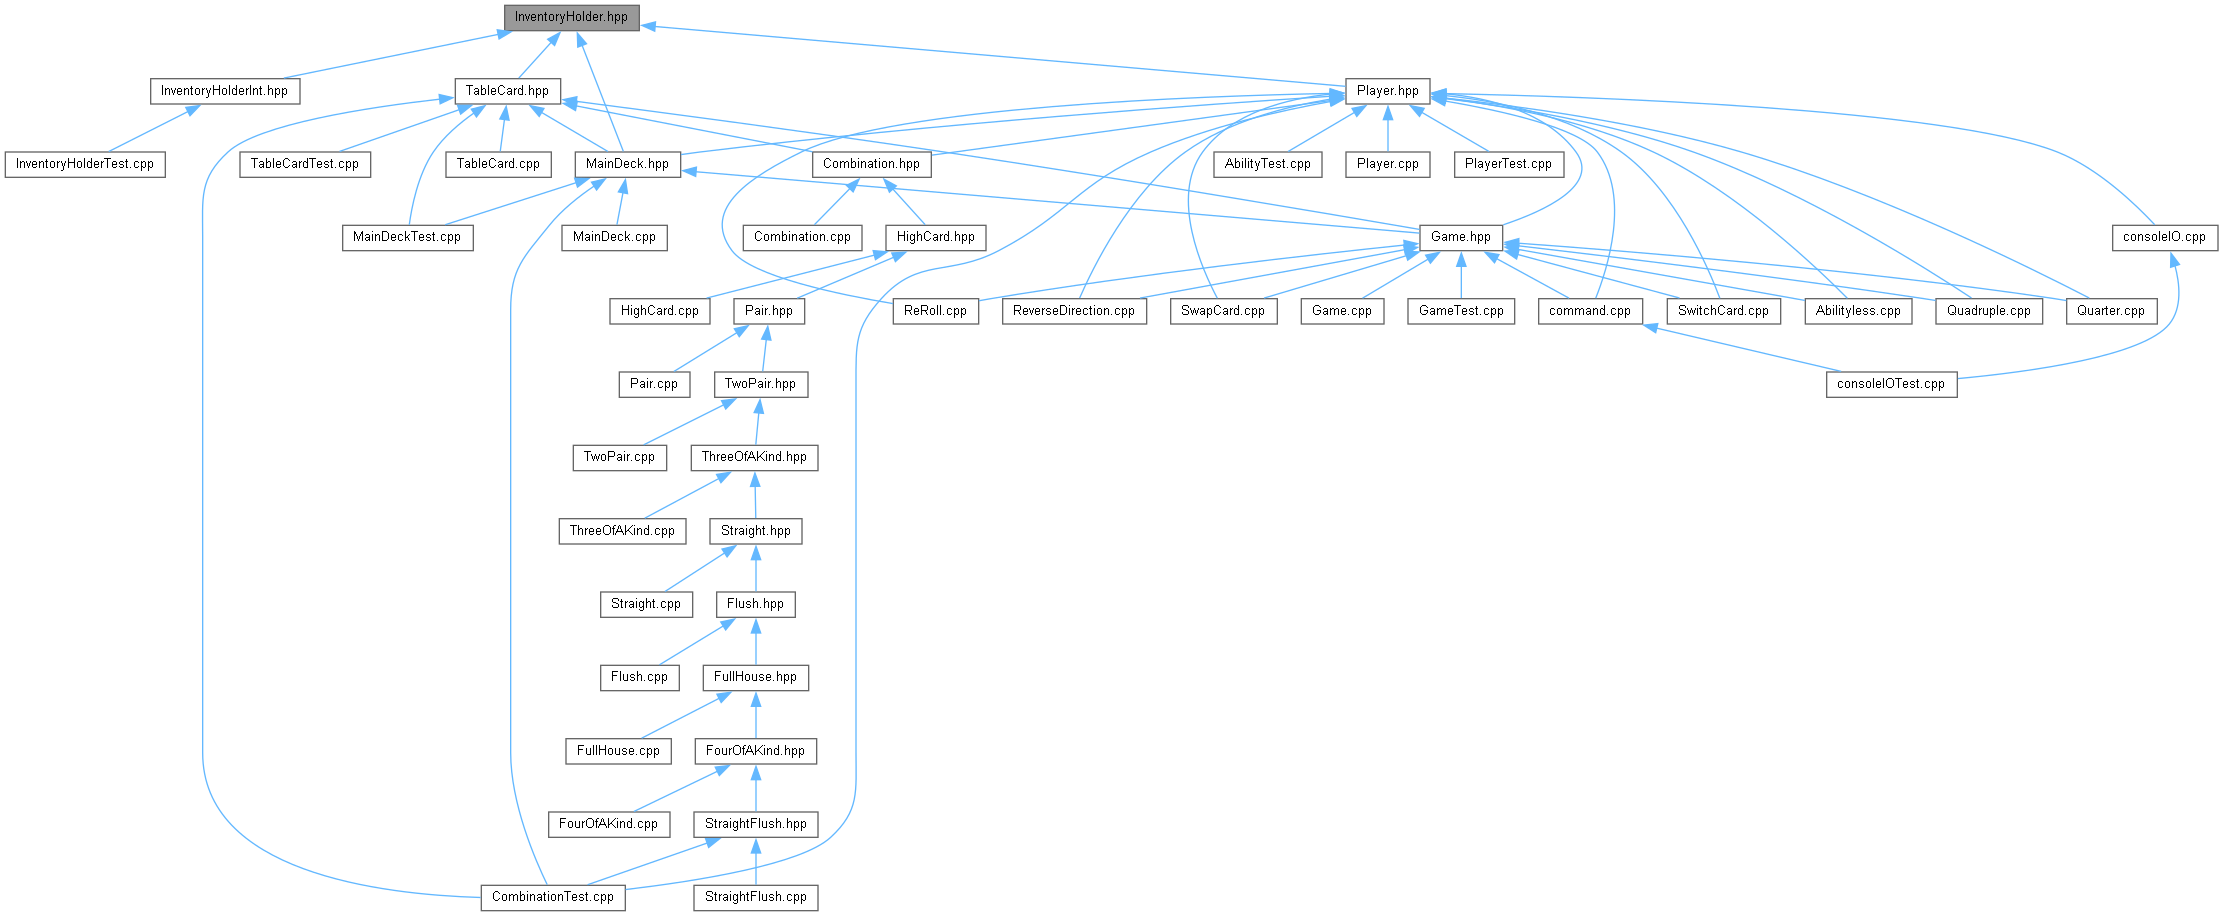 InventoryHolder.hpp
InventoryHolderInt.hpp
TableCard.hpp
Player.hpp
InventoryHolderTest.cpp
TableCardTest.cpp
TableCard.cpp
MainDeck.hpp
Combination.hpp
AbilityTest.cpp
Player.cpp
PlayerTest.cpp
MainDeckTest.cpp
MainDeck.cpp
Combination.cpp
HighCard.hpp
Game.hpp
consoleIO.cpp
HighCard.cpp
Pair.hpp
ReRoll.cpp
ReverseDirection.cpp
SwapCard.cpp
Game.cpp
GameTest.cpp
command.cpp
SwitchCard.cpp
Abilityless.cpp
Quadruple.cpp
Quarter.cpp
Pair.cpp
TwoPair.hpp
consoleIOTest.cpp
TwoPair.cpp
ThreeOfAKind.hpp
ThreeOfAKind.cpp
Straight.hpp
Straight.cpp
Flush.hpp
Flush.cpp
FullHouse.hpp
FullHouse.cpp
FourOfAKind.hpp
FourOfAKind.cpp
StraightFlush.hpp
CombinationTest.cpp
StraightFlush.cpp